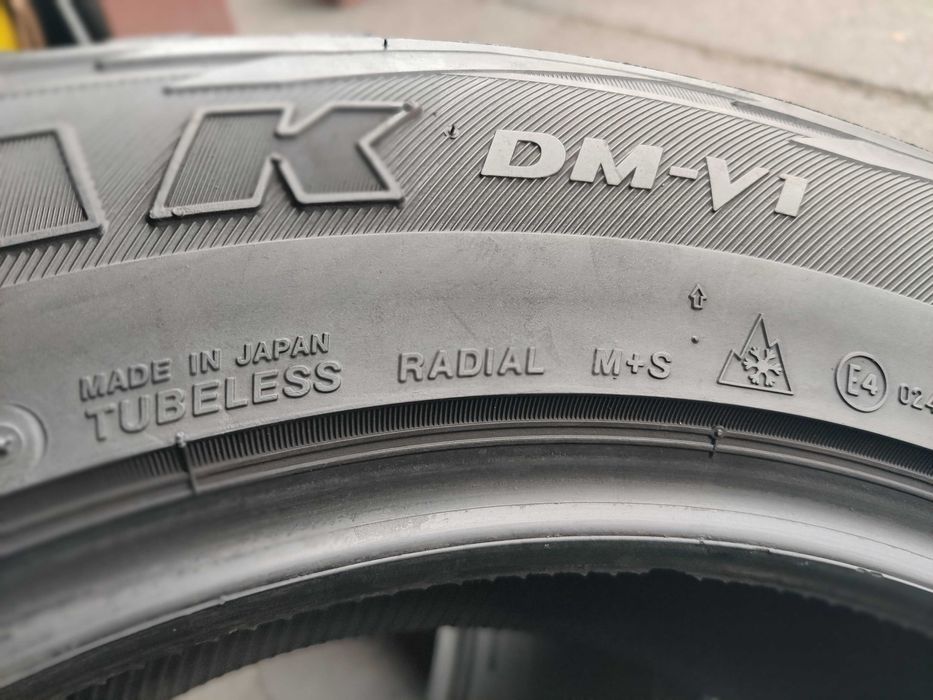 K DM-V1
MADE IN JAPAN
TUBELESS
RADIAL M+S
E4 024